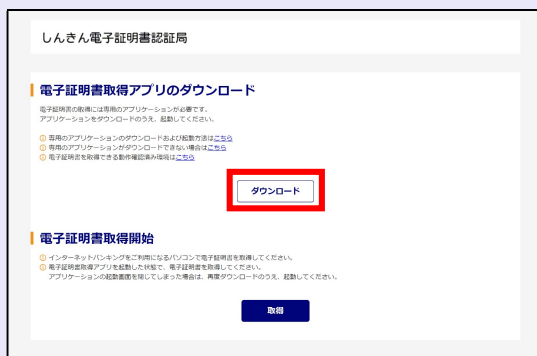 しんきん電子証明書認証局
電子証明書取得アプリのダウンロード
電子証明書の取得には専用のアプリケーションが必要です。
アプリケーションをダウンロードのうえ、起動してください。
専用のアプリケーションのダウンロードおよび起動方法はこちら
専用のアプリケーションがダウンロードできない場合はこちら
電子証明書を取得できる動作確認済み環境はこちら
ダウンロード
電子証明書取得開始
インターネットバンキングをご利用になるパソコンで電子証明書を取得してください。
電子証明書取得アプリを起動した状態で、電子証明書を取得してください。
アプリケーションの起動画面を閉じてしまった場合は、再度ダウンロードのうえ、起動してください。
取得